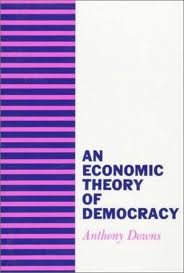 AN
ECONOMIC
THEORY
OF
DEMOCRACY
Anthony Downs